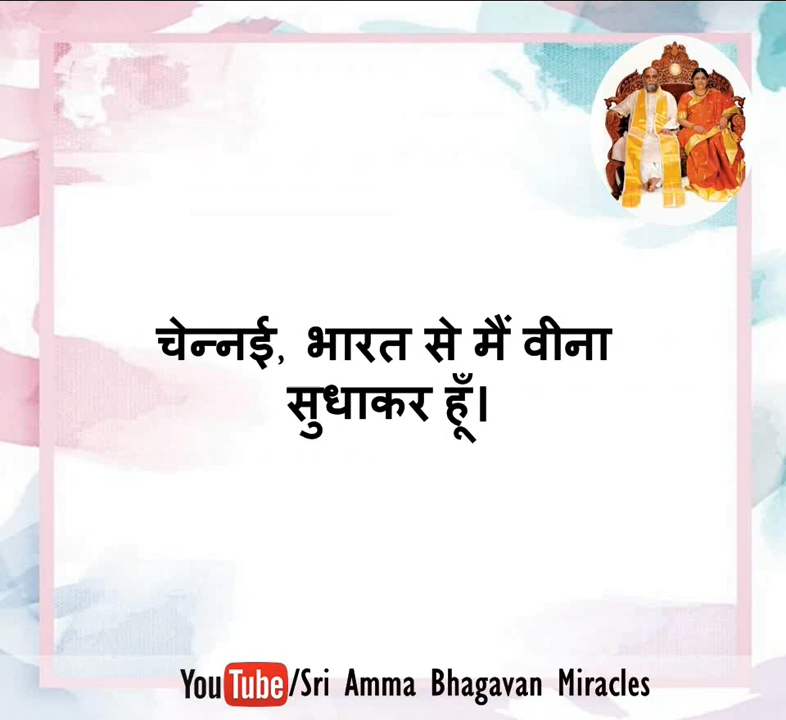 चेन्नई, भारत से मैं वीना
सुधाकर हूँ।
YouTube/Sri Amma Bhagavan Miracles